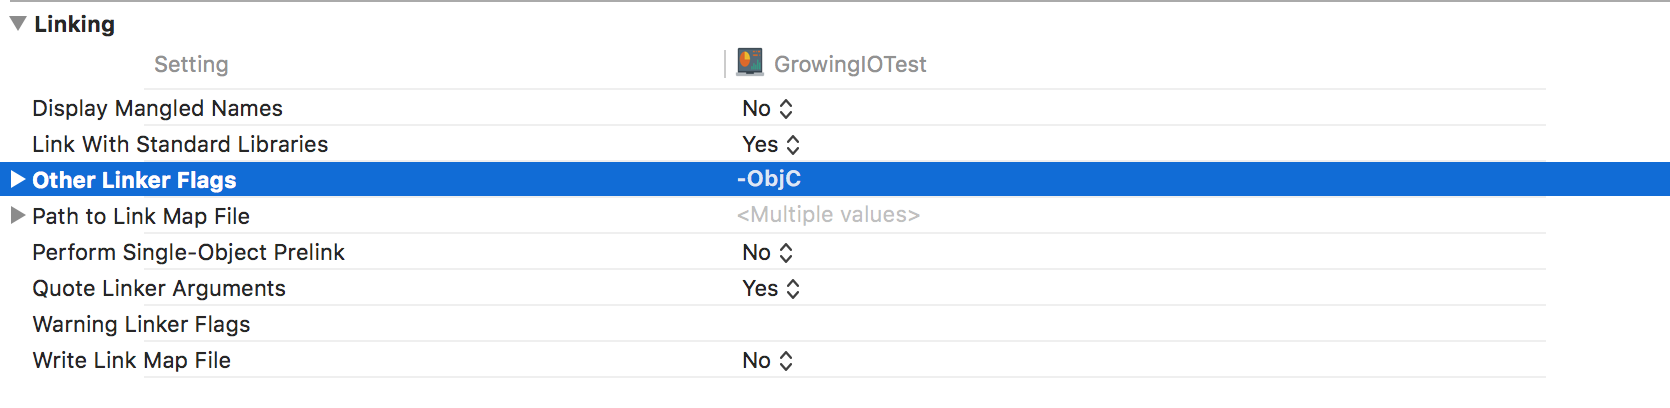 Linking
Setting GrowingIOTest
Display Mangled Names No
Link With Standard Libraries Yes
Other Linker Flags -ObjC
Path to Link Map File <Multiple values>
Perform Single-Object Prelink No
Quote Linker Arguments Yes
Warning Linker Flags
Write Link Map File No